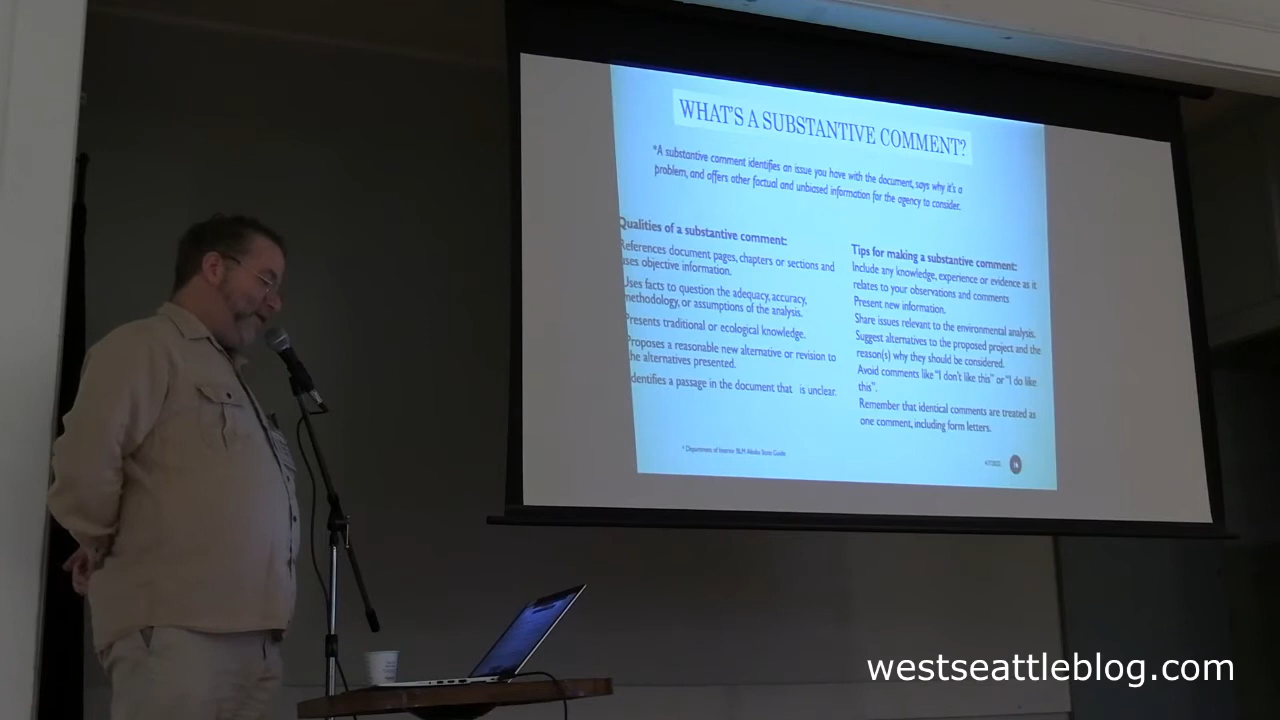 WHAT'S A SUBSTANTIVE COMMENT?
*A substantive comment identifies an issue you have with the document, says why it's a
problem, and offers other factual and unbiased information for the agency to consider.
Qualities of a substantive comment:
References document pages, chapters or sections and
uses objective information.
Uses facts to question the adequacy, accuracy,
methodology, or assumptions of the analysis.
Presents traditional or ecological knowledge.
Proposes a reasonable new alternative or revision to
the alternatives presented.
Identifies a passage in the document that is unclear.
Tips for making a substantive comment:
Include any knowledge, experience or evidence as it
relates to your observations and comments
Present new information.
Share issues relevant to the environmental analysis.
Suggest alternatives to the proposed project and the
reason(s) why they should be considered.
Avoid comments like "I don't like this" or "I do like
this".
Remember that identical comments are treated as
one comment, including form letters.
* Department of Interior BLM Alaska State Guide
westseattleblog.com